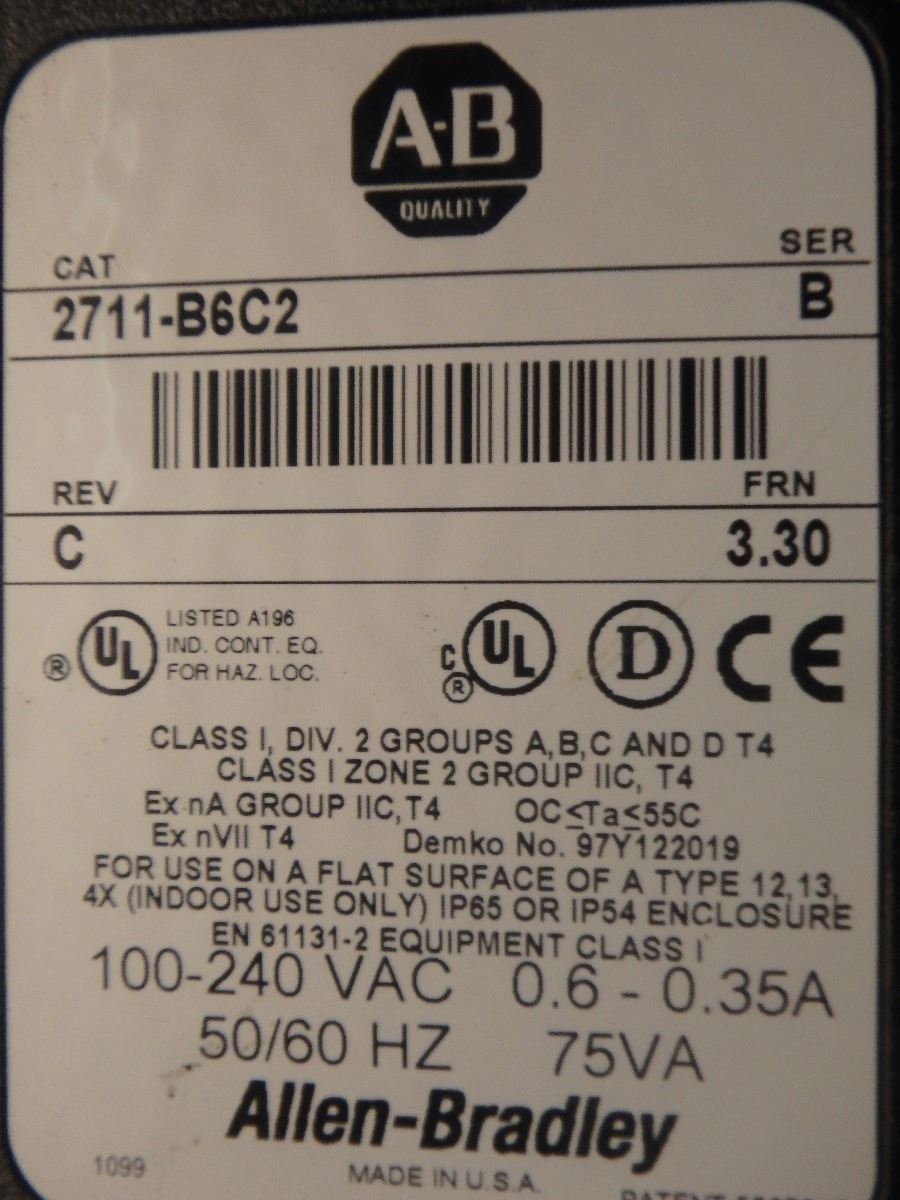 A-B
QUALITY
CAT
SER
2711-B6C2
B
REV
FRN
C
3.30
® UL LISTED A196
IND. CONT. EQ.
FOR HAZ. LOC.
C UL ® D CE
CLASS I, DIV. 2 GROUPS A,B,C AND D T4
CLASS I ZONE 2 GROUP IIC, T4
Ex nA GROUP IIC,T4 OC≤Ta≤55C
Ex nVII T4 Demko No. 97Y122019
FOR USE ON A FLAT SURFACE OF A TYPE 12,13,
4X (INDOOR USE ONLY) IP65 OR IP54 ENCLOSURE
EN 61131-2 EQUIPMENT CLASS I
100-240 VAC 0.6 - 0.35A
50/60 HZ 75VA
Allen-Bradley
1099
MADE IN U.S.A.
PATENT